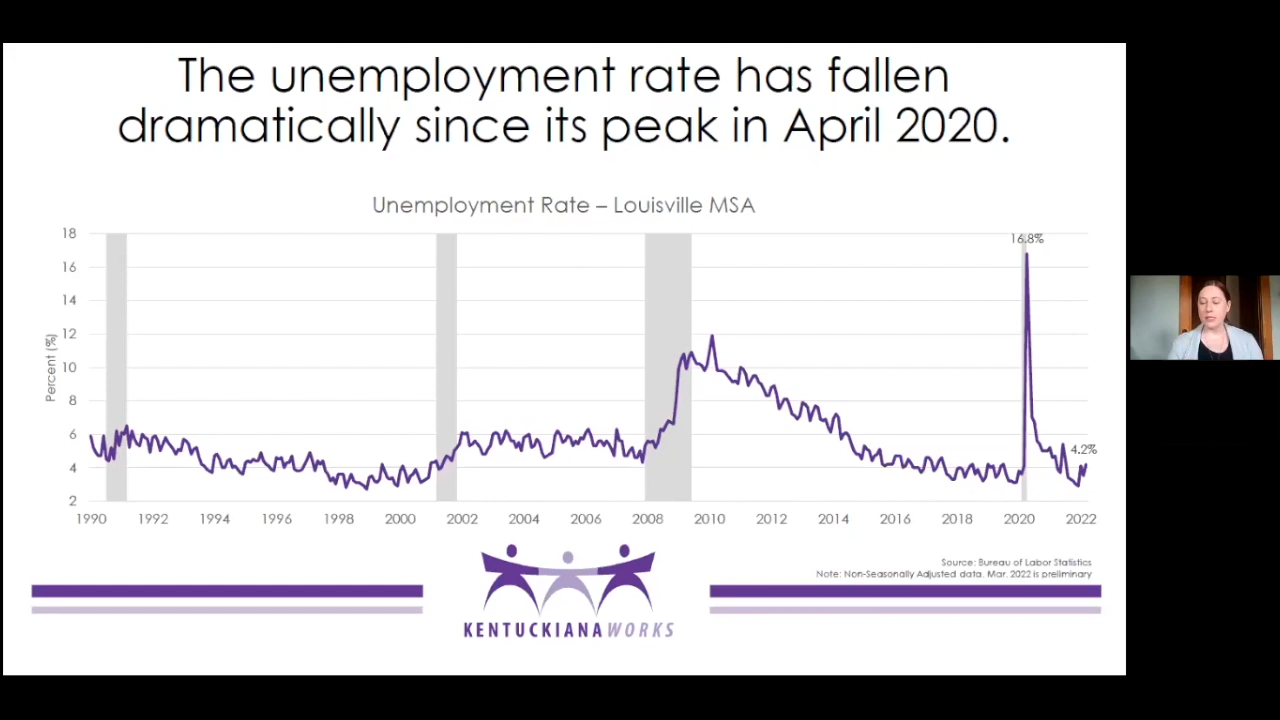 The unemployment rate has fallen
dramatically since its peak in April 2020.
Unemployment Rate – Louisville MSA
Percent (%)
18
16
14
12
10
8
6
4
2
16.8%
4.2%
1990 1992 1994 1996 1998 2000 2002 2004 2006 2008 2010 2012 2014 2016 2018 2020 2022
Source: Bureau of Labor Statistics
Note: Non-Seasonally Adjusted data. Mar. 2022 is preliminary
KENTUCKIANAWORKS